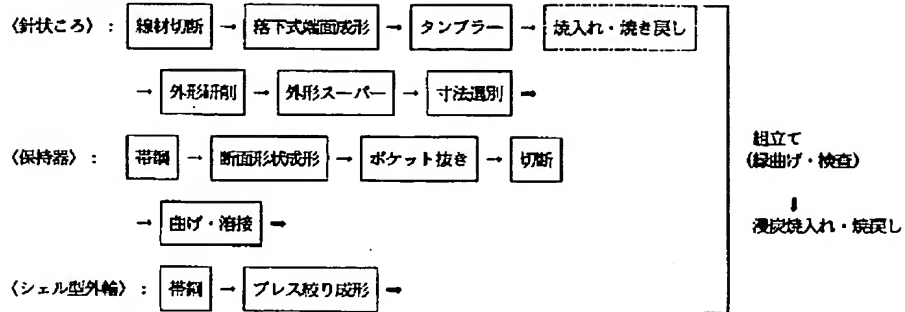 〈針状ころ〉： 線材切断 → 落下式端面成形 → タンブラー → 焼入れ・焼き戻し
→ 外形研削 → 外形スーパー → 寸法選別 →
〈保持器〉： 帯鋼 → 断面形状成形 → ポケット抜き → 切断
→ 曲げ・溶接 →
〈シェル型外輪〉： 帯鋼 → プレス絞り成形 →
組立て
(縁曲げ・検査)
↓
浸炭焼入れ・焼戻し